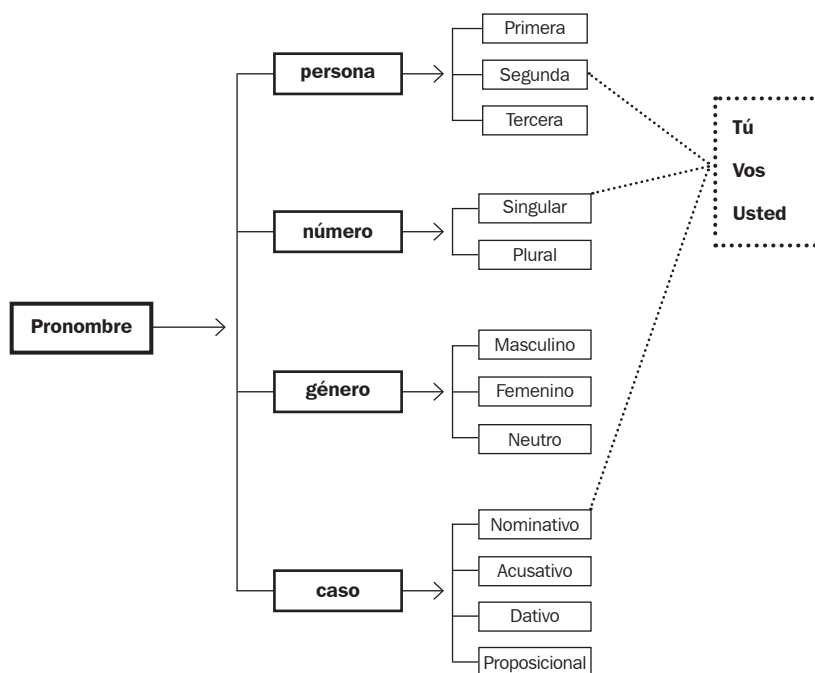 Pronombre
persona
Primera
Segunda
Tercera
número
Singular
Plural
género
Masculino
Femenino
Neutro
caso
Nominativo
Acusativo
Dativo
Proposicional
Tú
Vos
Usted